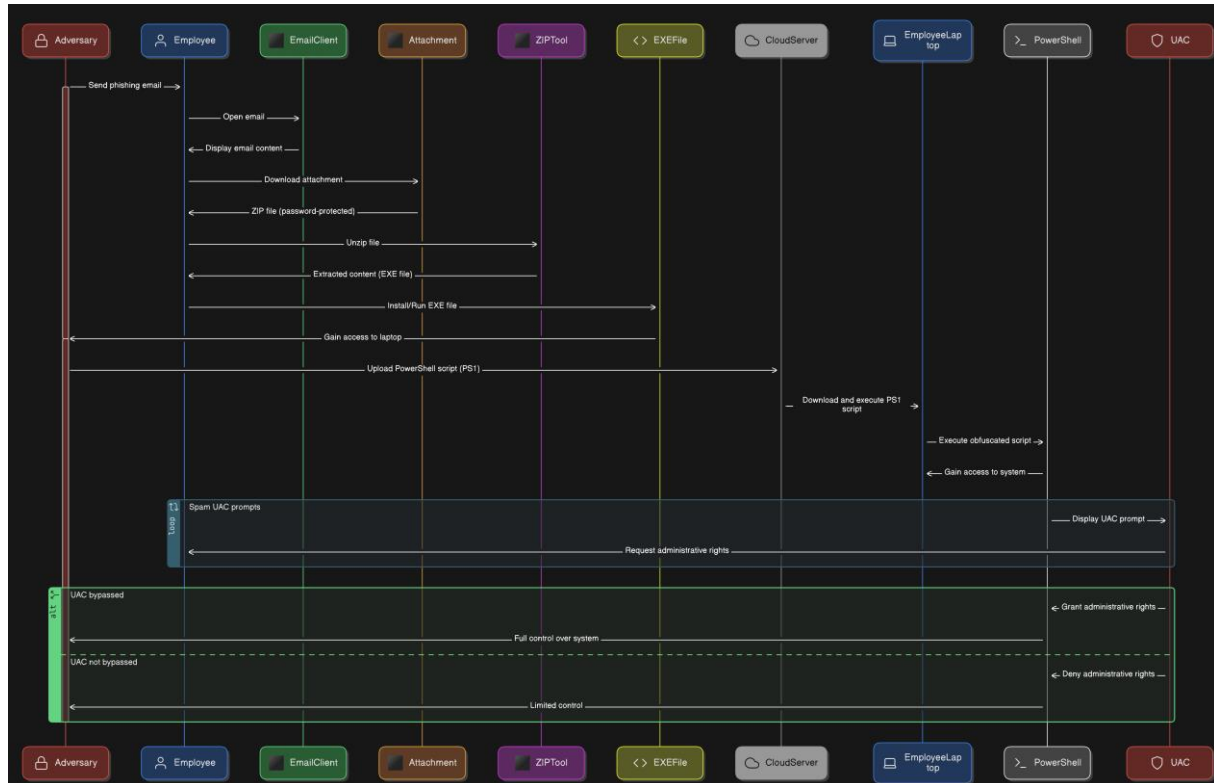 Adversary
Employee
EmailClient
Attachment
ZIPTool
<> EXEFile
CloudServer
EmployeeLap
top
>_ PowerShell
UAC
Send phishing email
Open email
Display email content
Download attachment
ZIP file (password-protected)
Unzip file
Extracted content (EXE file)
Install/Run EXE file
Gain access to laptop
Upload PowerShell script (PS1)
Download and execute PS1
script
Execute obfuscated script
Gain access to system
loop
Spam UAC prompts
Display UAC prompt
Request administrative rights
alt
UAC bypassed
Grant administrative rights
Full control over system
UAC not bypassed
Deny administrative rights
Limited control
Adversary
Employee
EmailClient
Attachment
ZIPTool
<> EXEFile
CloudServer
EmployeeLap
top
>_ PowerShell
UAC